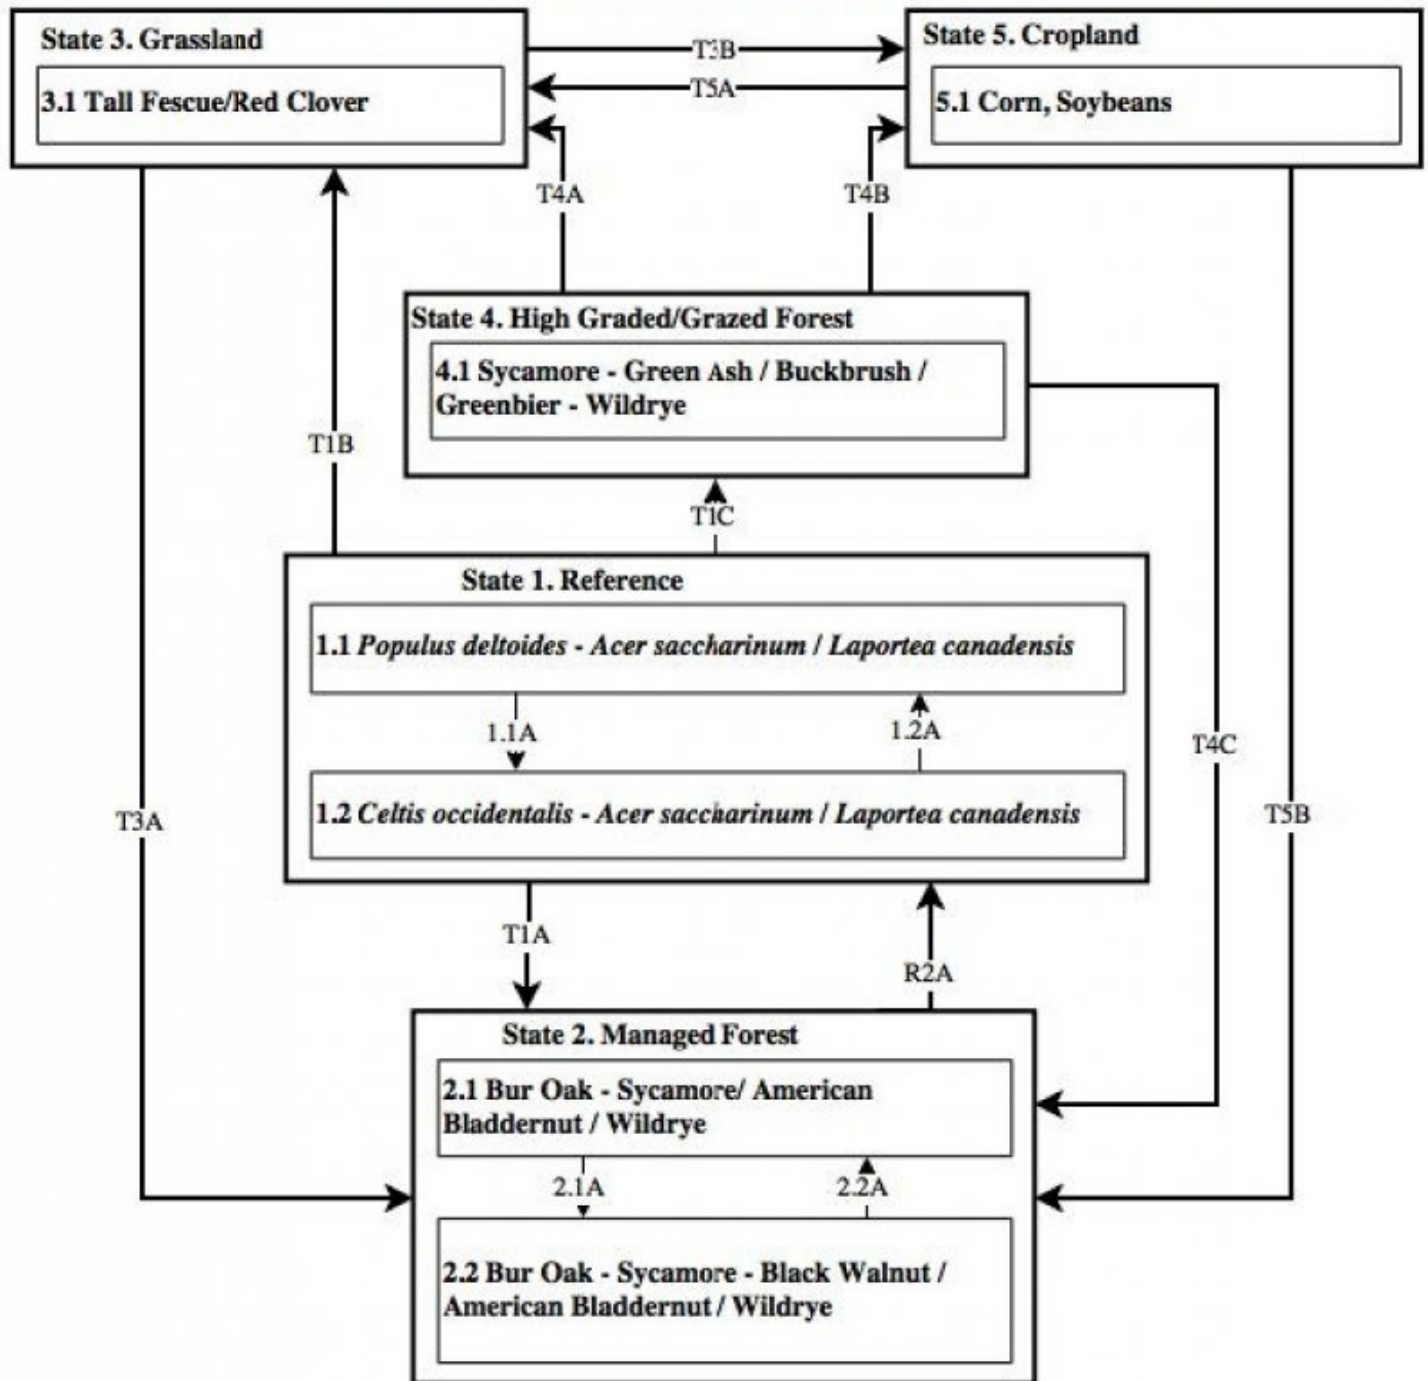 State 3. Grassland
3.1 Tall Fescue/Red Clover
T3B
T5A
State 5. Cropland
5.1 Corn, Soybeans
T4A
T4B
State 4. High Graded/Grazed Forest
4.1 Sycamore - Green Ash / Buckbrush /
Greenbier - Wildrye
T1B
T1C
State 1. Reference
1.1 Populus deltoides - Acer saccharinum / Laportea canadensis
1.1A
1.2A
T4C
1.2 Celtis occidentalis - Acer saccharinum / Laportea canadensis
T3A
T5B
T1A
R2A
State 2. Managed Forest
2.1 Bur Oak - Sycamore/ American
Bladdernut / Wildrye
2.1A
2.2A
2.2 Bur Oak - Sycamore - Black Walnut /
American Bladdernut / Wildrye